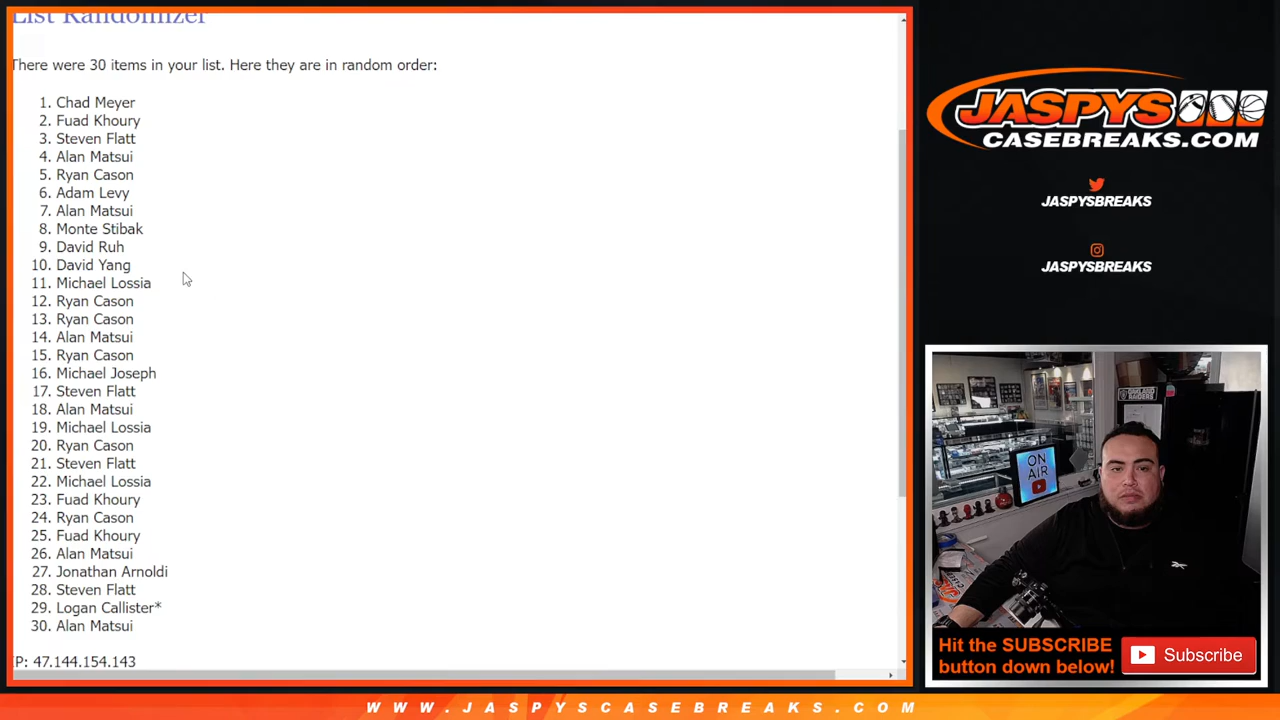 List Randomizer
There were 30 items in your list. Here they are in random order:
1. Chad Meyer
2. Fuad Khoury
3. Steven Flatt
4. Alan Matsui
5. Ryan Cason
6. Adam Levy
7. Alan Matsui
8. Monte Stibak
9. David Ruh
10. David Yang
11. Michael Lossia
12. Ryan Cason
13. Ryan Cason
14. Alan Matsui
15. Ryan Cason
16. Michael Joseph
17. Steven Flatt
18. Alan Matsui
19. Michael Lossia
20. Ryan Cason
21. Steven Flatt
22. Michael Lossia
23. Fuad Khoury
24. Ryan Cason
25. Fuad Khoury
26. Alan Matsui
27. Jonathan Arnoldi
28. Steven Flatt
29. Logan Callister*
30. Alan Matsui
IP: 47.144.154.143
JASPYS
CASEBREAKS.COM
JASPYSBREAKS
JASPYSBREAKS
OAKLAND
RAIDERS
ON
AIR
Hit the SUBSCRIBE
button down below!
Subscribe
WWW.JASPYSCASEBREAKS.COM